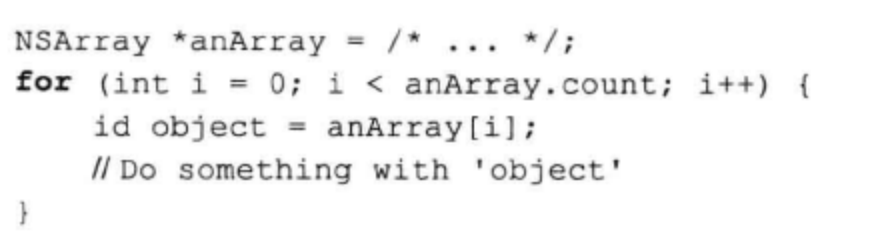 NSArray *anArray = /* ... */;
for (int i = 0; i < anArray.count; i++) {
    id object = anArray[i];
    // Do something with 'object'
}